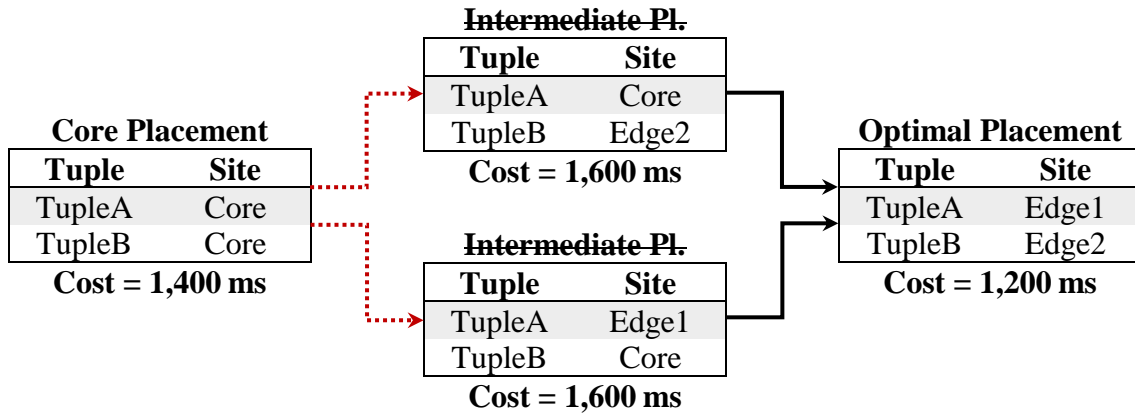 Core Placement
Tuple Site
TupleA Core
TupleB Core
Cost = 1,400 ms
Intermediate Pl.
Tuple Site
TupleA Core
TupleB Edge2
Cost = 1,600 ms
Intermediate Pl.
Tuple Site
TupleA Edge1
TupleB Core
Cost = 1,600 ms
Optimal Placement
Tuple Site
TupleA Edge1
TupleB Edge2
Cost = 1,200 ms